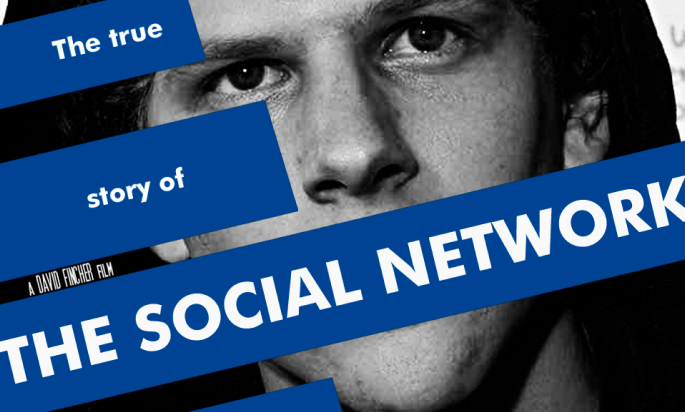 The true
story of
A DAVID FINCHER FILM
THE SOCIAL NETWORK